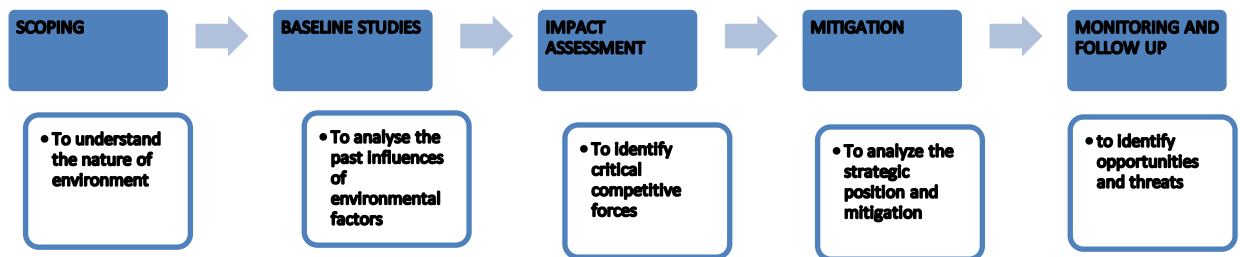 SCOPING
• To understand
the nature of
environment
BASELINE STUDIES
• To analyse the
past influences
of
environmental
factors
IMPACT
ASSESSMENT
• To identify
critical
competitive
forces
MITIGATION
• To analyze the
strategic
position and
mitigation
MONITORING AND
FOLLOW UP
• to identify
opportunities
and threats